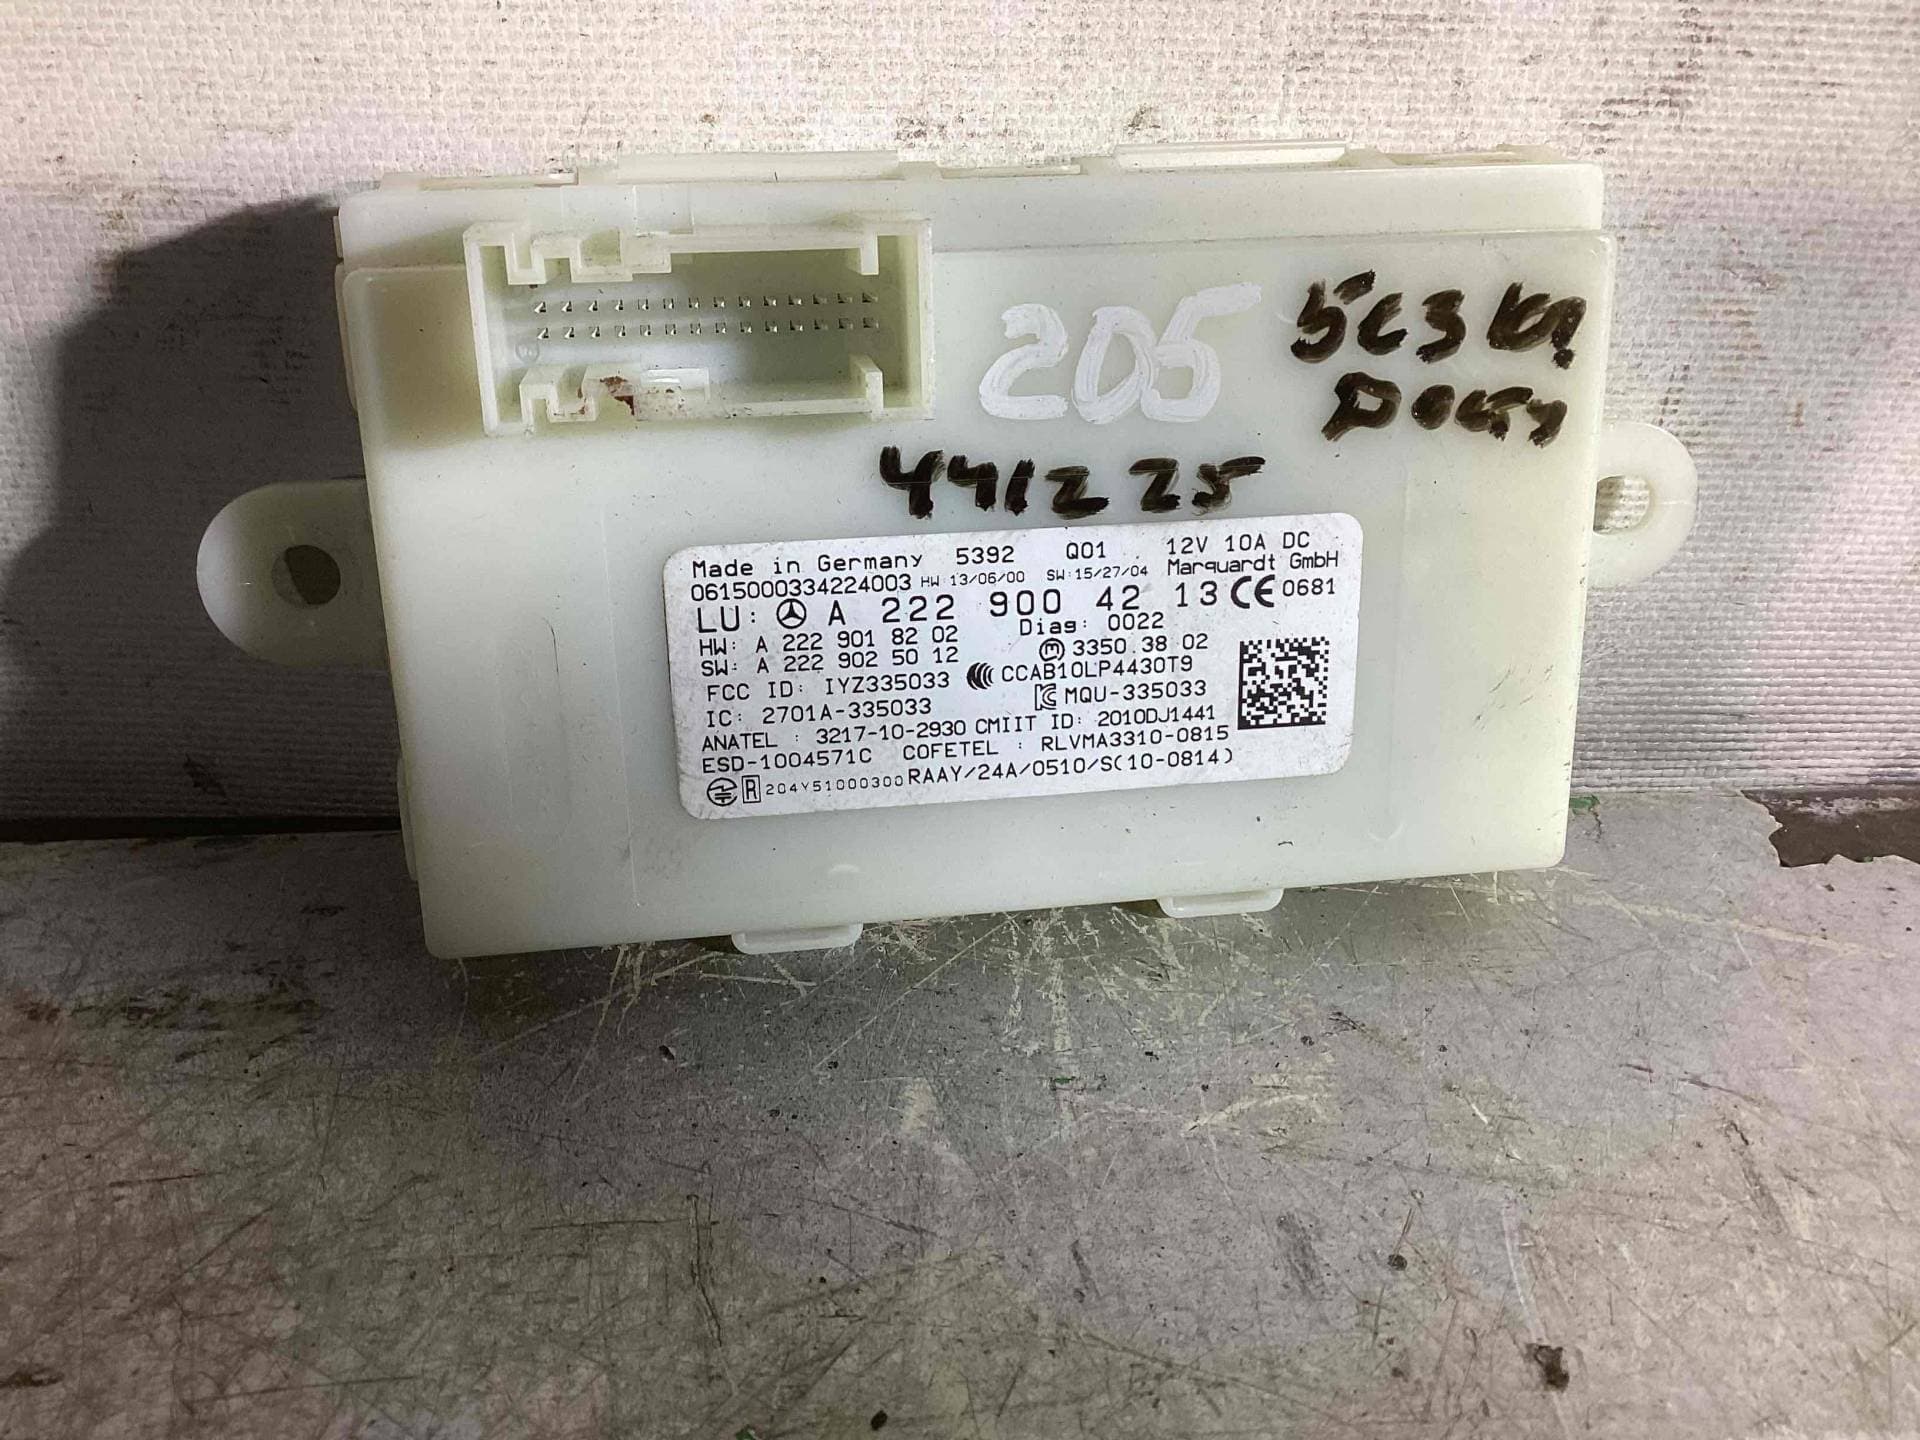 205
441225
Made in Germany 5392 Q01 12V 10A DC
0615000334224003 HW:13/06/00 SW:15/27/04 Marquardt GmbH
LU: A 222 900 42 13 CE 0681
HW: A 222 901 82 02 Diag: 0022
SW: A 222 902 50 12 M 3350.38 02
FCC ID: IYZ335033 CCAB10LP4430T9
IC: 2701A-335033 MQU-335033
ANATEL : 3217-10-2930 CMIIT ID: 2010DJ1441
ESD-1004571C COFETEL : RLVMA3310-0815
R 204Y51000300 RAAY/24A/0510/S(10-0814)